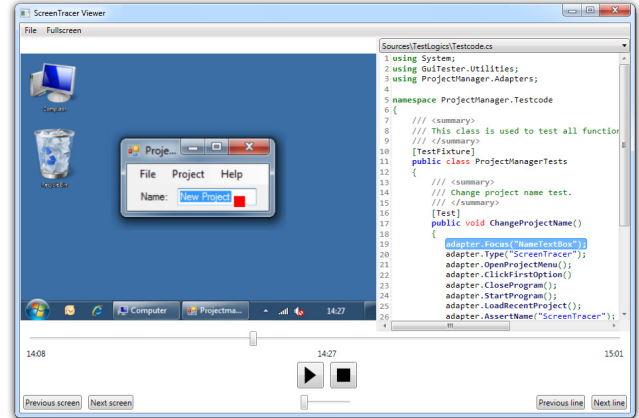 ScreenTracer Viewer
File Fullscreen
Computer
Recycle Bin
Proje...
File Project Help
Name: New Project
Computer Projectma... 14:27
Sources\TestLogics\Testcode.cs
1 using System;
2 using GuiTester.Utilities;
3 using ProjectManager.Adapters;
4
5 namespace ProjectManager.Testcode
6 {
7 /// <summary>
8 /// This class is used to test all function
9 /// </summary>
10 [TestFixture]
11 public class ProjectManagerTests
12 {
13 /// <summary>
14 /// Change project name test.
15 /// </summary>
16 [Test]
17 public void ChangeProjectName()
18 {
19 adapter.Focus("NameTextBox");
20 adapter.Type("ScreenTracer");
21 adapter.OpenProjectMenu();
22 adapter.ClickFirstOption()
23 adapter.CloseProgram();
24 adapter.StartProgram();
25 adapter.LoadRecentProject();
26 adapter.AssertName("ScreenTracer");
14:08 14:27 15:01
Previous screen Next screen Previous line Next line